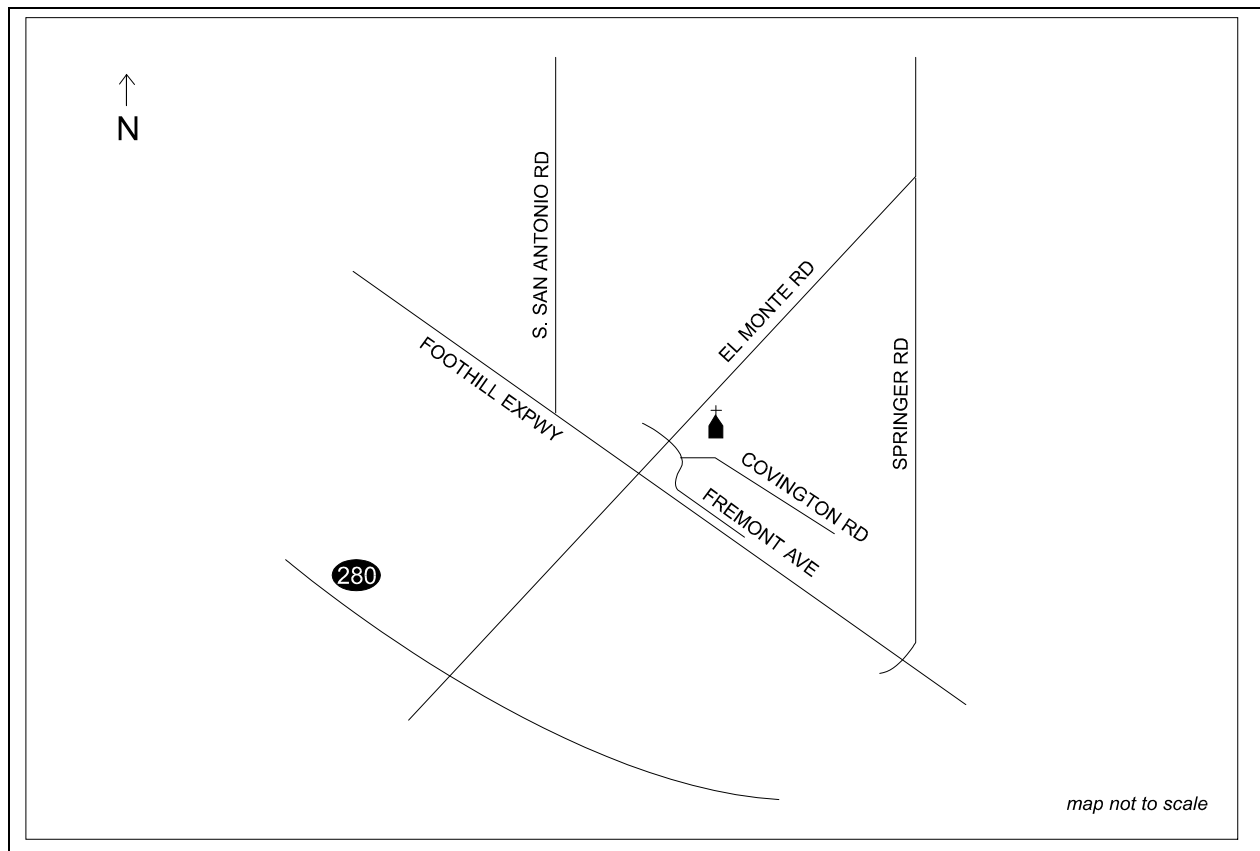 N
S. SAN ANTONIO RD
EL MONTE RD
FOOTHILL EXPWY
SPRINGER RD
COVINGTON RD
FREMONT AVE
280
map not to scale